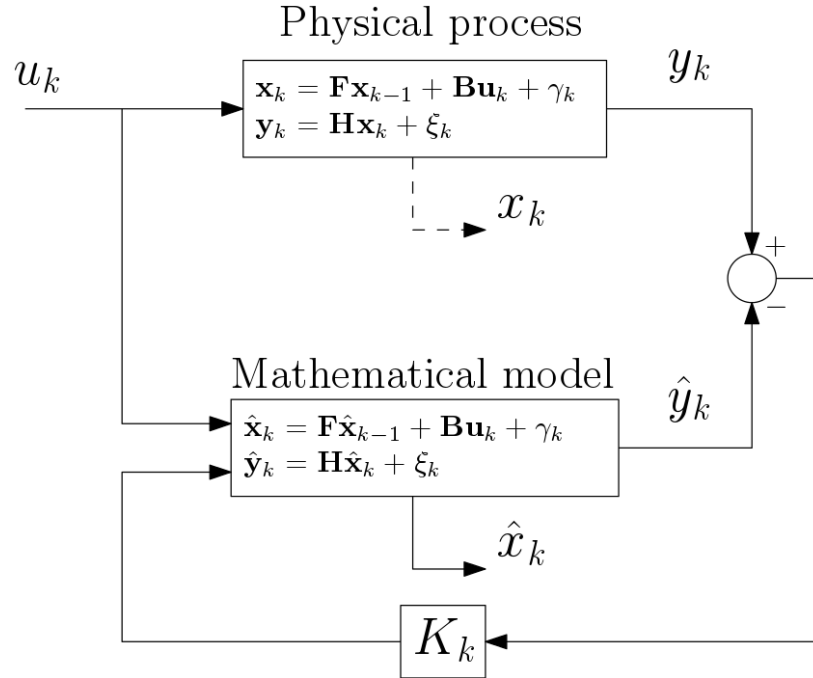 Physical process
u_k
y_k
𝐱_k = 𝐅𝐱_{k−1} + 𝐁𝐮_k + γ_k
𝐲_k = 𝐇𝐱_k + ξ_k
x_k
+
−
Mathematical model
ŷ_k
𝐱̂_k = 𝐅𝐱̂_{k−1} + 𝐁𝐮_k + γ_k
𝐲̂_k = 𝐇𝐱̂_k + ξ_k
x̂_k
K_k